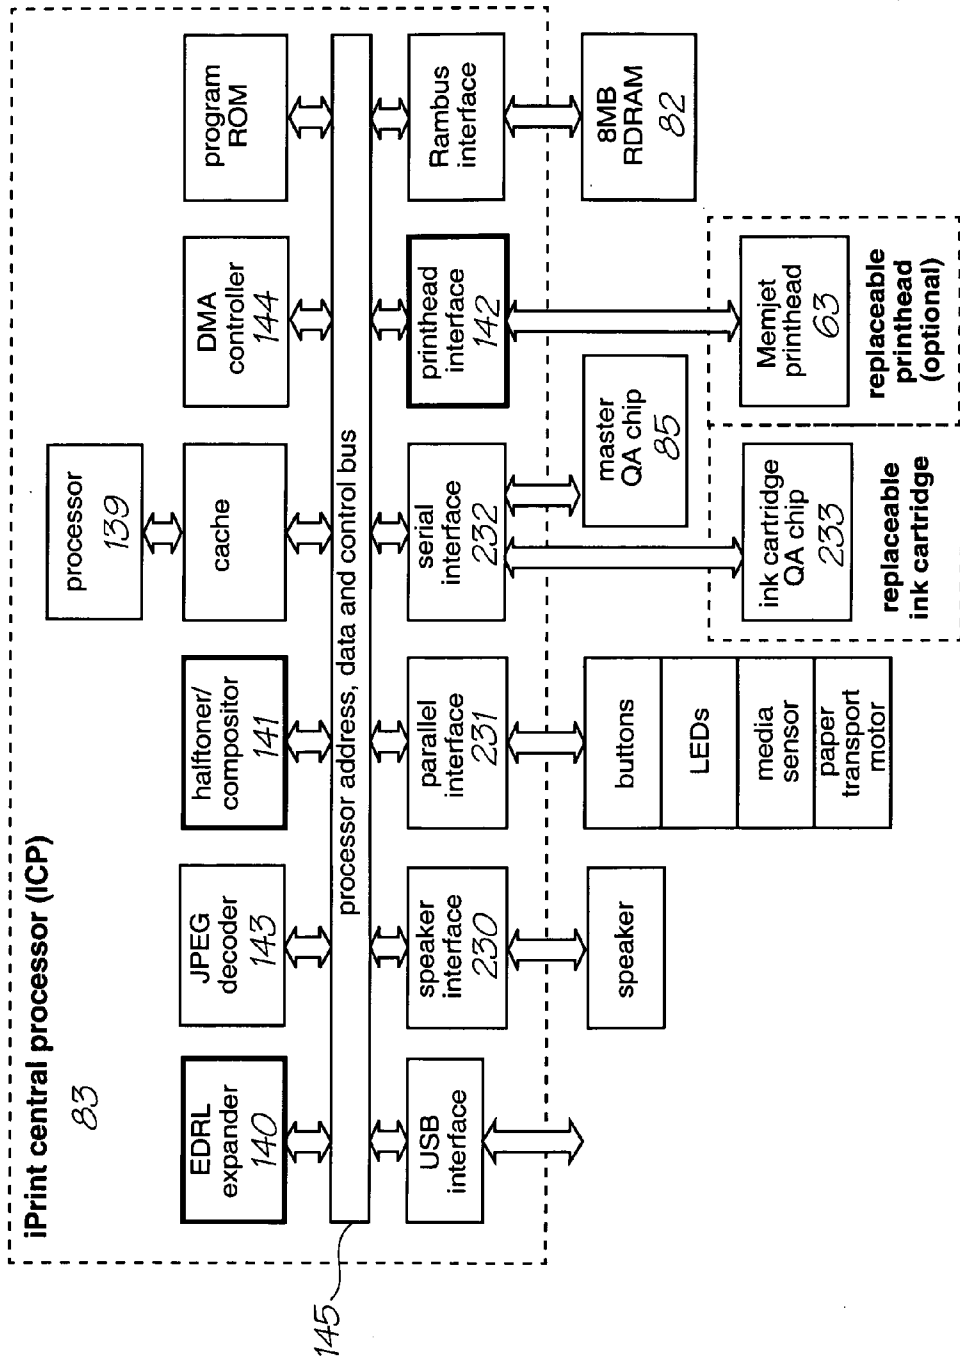 iPrint central processor (ICP)
83
processor
139
EDRL
expander
140
JPEG
decoder
143
halftoner/
compositor
141
cache
DMA
controller
144
program
ROM
145
processor address, data and control bus
USB
interface
speaker
interface
230
parallel
interface
231
serial
interface
232
printhead
interface
142
Rambus
interface
speaker
buttons
LEDs
media
sensor
paper
transport
motor
master
QA chip
85
8MB
RDRAM
82
ink cartridge
QA chip
233
replaceable
ink cartridge
Memjet
printhead
63
replaceable
printhead
(optional)